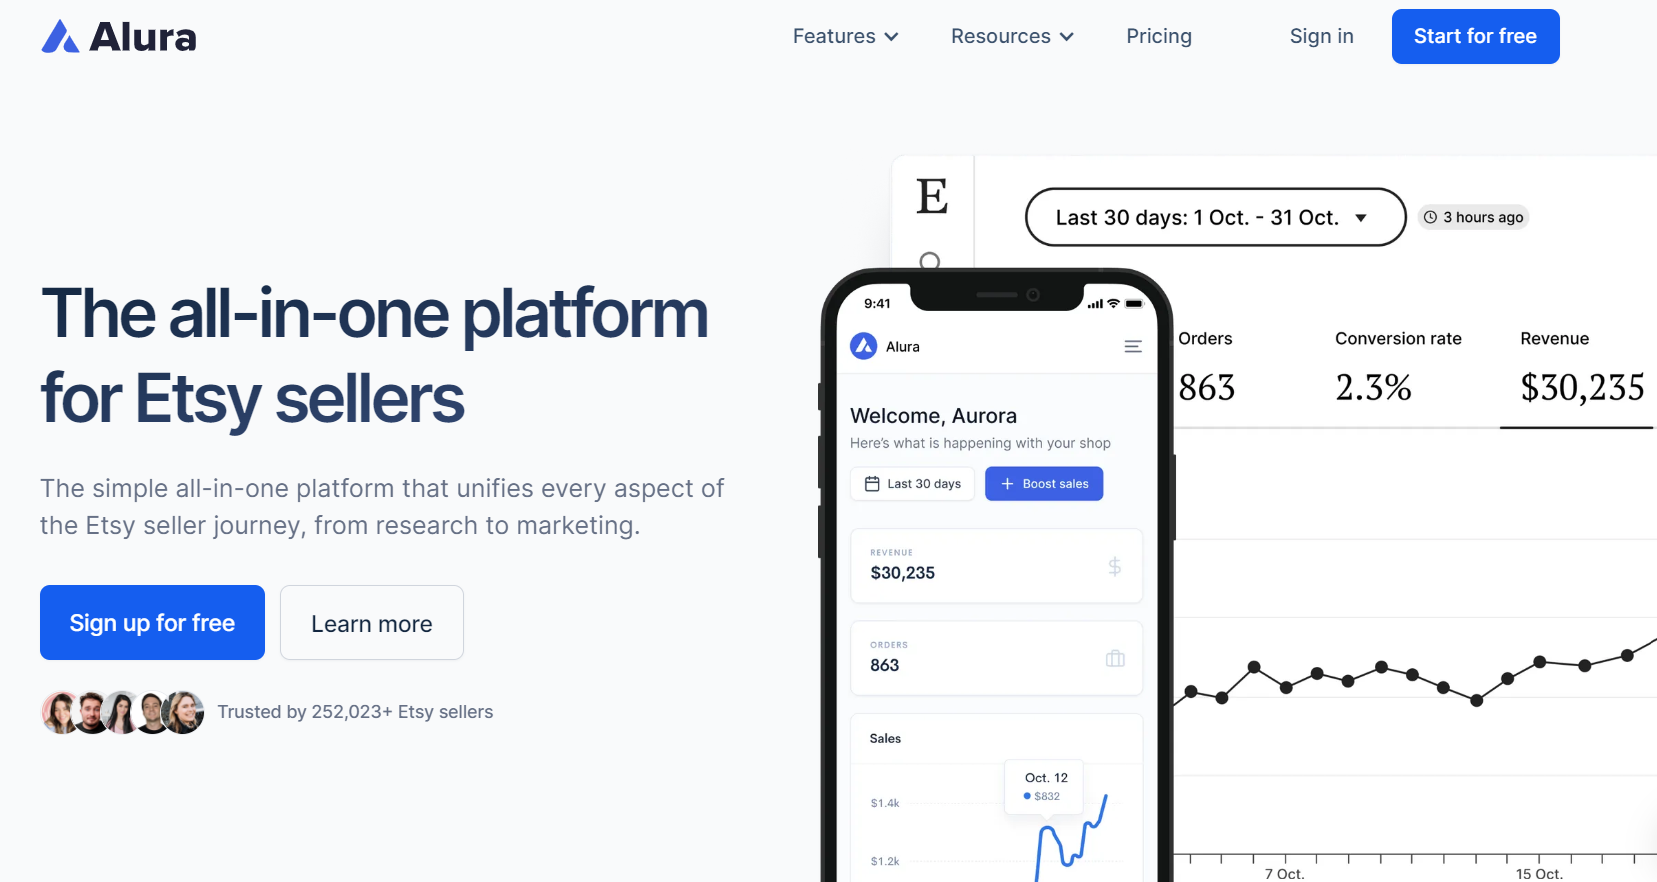 Alura
Features
Resources
Pricing
Sign in
Start for free
The all-in-one platform
for Etsy sellers
The simple all-in-one platform that unifies every aspect of
the Etsy seller journey, from research to marketing.
Sign up for free
Learn more
Trusted by 252,023+ Etsy sellers
E
Last 30 days: 1 Oct. - 31 Oct.
3 hours ago
Orders
863
Conversion rate
2.3%
Revenue
$30,235
7 Oct.
15 Oct.
9:41
Alura
Welcome, Aurora
Here's what is happening with your shop
Last 30 days
+ Boost sales
REVENUE
$30,235
$
ORDERS
863
Sales
Oct. 12
$832
$1.4k
$1.2k